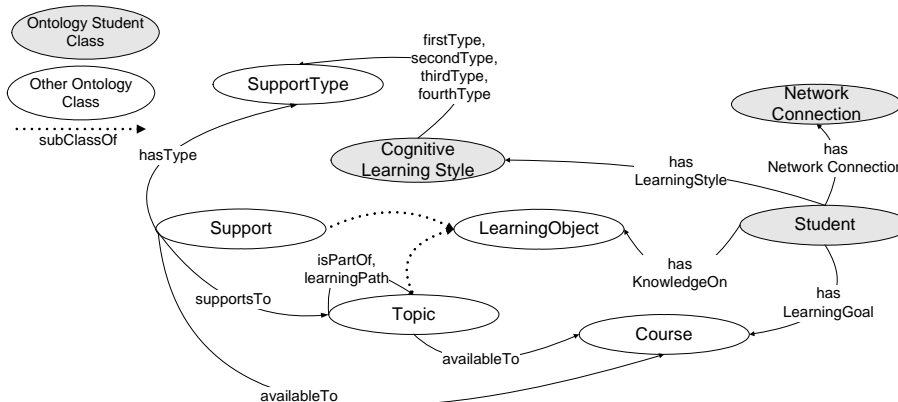 Ontology Student
Class
Other Ontology
Class
subClassOf
firstType,
secondType,
thirdType,
fourthType
SupportType
hasType
Cognitive
Learning Style
Network
Connection
has
Network Connection
has
LearningStyle
Support
LearningObject
Student
isPartOf,
learningPath
has
KnowledgeOn
supportsTo
Topic
has
LearningGoal
availableTo
Course
availableTo